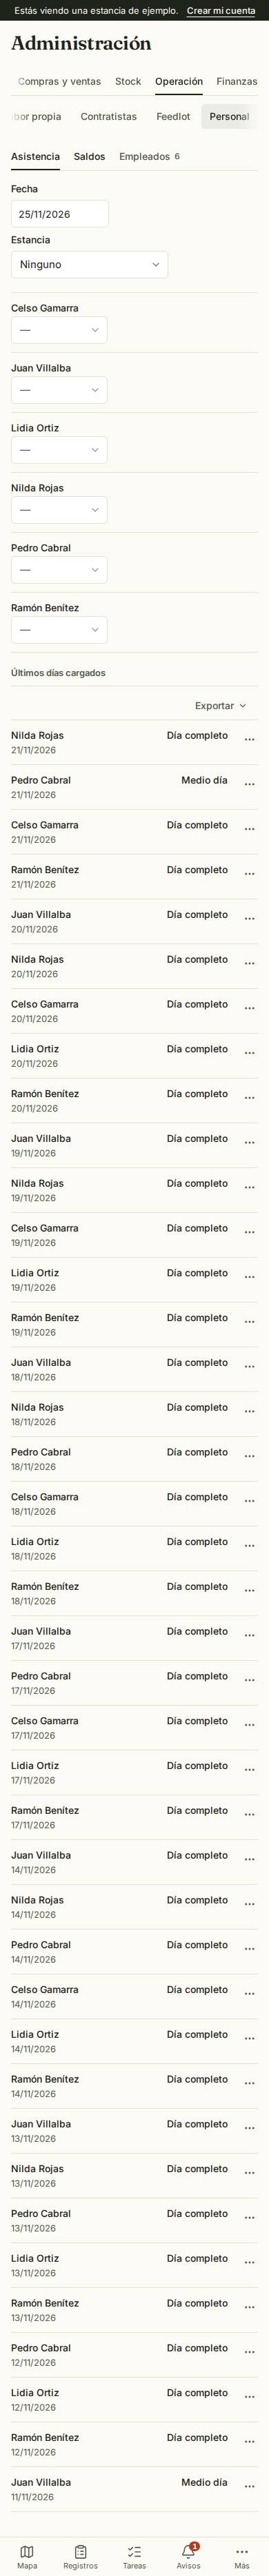 Estás viendo una estancia de ejemplo. Crear mi cuenta
Administración
Compras y ventas Stock Operación Finanzas
bor propia Contratistas Feedlot Personal
Asistencia Saldos Empleados 6
Fecha
25/11/2026
Estancia
Ninguno
Celso Gamarra
—
Juan Villalba
—
Lidia Ortiz
—
Nilda Rojas
—
Pedro Cabral
—
Ramón Benítez
—
Últimos días cargados
Exportar
Nilda Rojas Día completo
21/11/2026
Pedro Cabral Medio día
21/11/2026
Celso Gamarra Día completo
21/11/2026
Ramón Benítez Día completo
21/11/2026
Juan Villalba Día completo
20/11/2026
Nilda Rojas Día completo
20/11/2026
Celso Gamarra Día completo
20/11/2026
Lidia Ortiz Día completo
20/11/2026
Ramón Benítez Día completo
20/11/2026
Juan Villalba Día completo
19/11/2026
Nilda Rojas Día completo
19/11/2026
Celso Gamarra Día completo
19/11/2026
Lidia Ortiz Día completo
19/11/2026
Ramón Benítez Día completo
19/11/2026
Juan Villalba Día completo
18/11/2026
Nilda Rojas Día completo
18/11/2026
Pedro Cabral Día completo
18/11/2026
Celso Gamarra Día completo
18/11/2026
Lidia Ortiz Día completo
18/11/2026
Ramón Benítez Día completo
18/11/2026
Juan Villalba Día completo
17/11/2026
Pedro Cabral Día completo
17/11/2026
Celso Gamarra Día completo
17/11/2026
Lidia Ortiz Día completo
17/11/2026
Ramón Benítez Día completo
17/11/2026
Juan Villalba Día completo
14/11/2026
Nilda Rojas Día completo
14/11/2026
Pedro Cabral Día completo
14/11/2026
Celso Gamarra Día completo
14/11/2026
Lidia Ortiz Día completo
14/11/2026
Ramón Benítez Día completo
14/11/2026
Juan Villalba Día completo
13/11/2026
Nilda Rojas Día completo
13/11/2026
Pedro Cabral Día completo
13/11/2026
Lidia Ortiz Día completo
13/11/2026
Ramón Benítez Día completo
13/11/2026
Pedro Cabral Día completo
12/11/2026
Lidia Ortiz Día completo
12/11/2026
Ramón Benítez Día completo
12/11/2026
Juan Villalba Medio día
11/11/2026
1
Mapa Registros Tareas Avisos Más